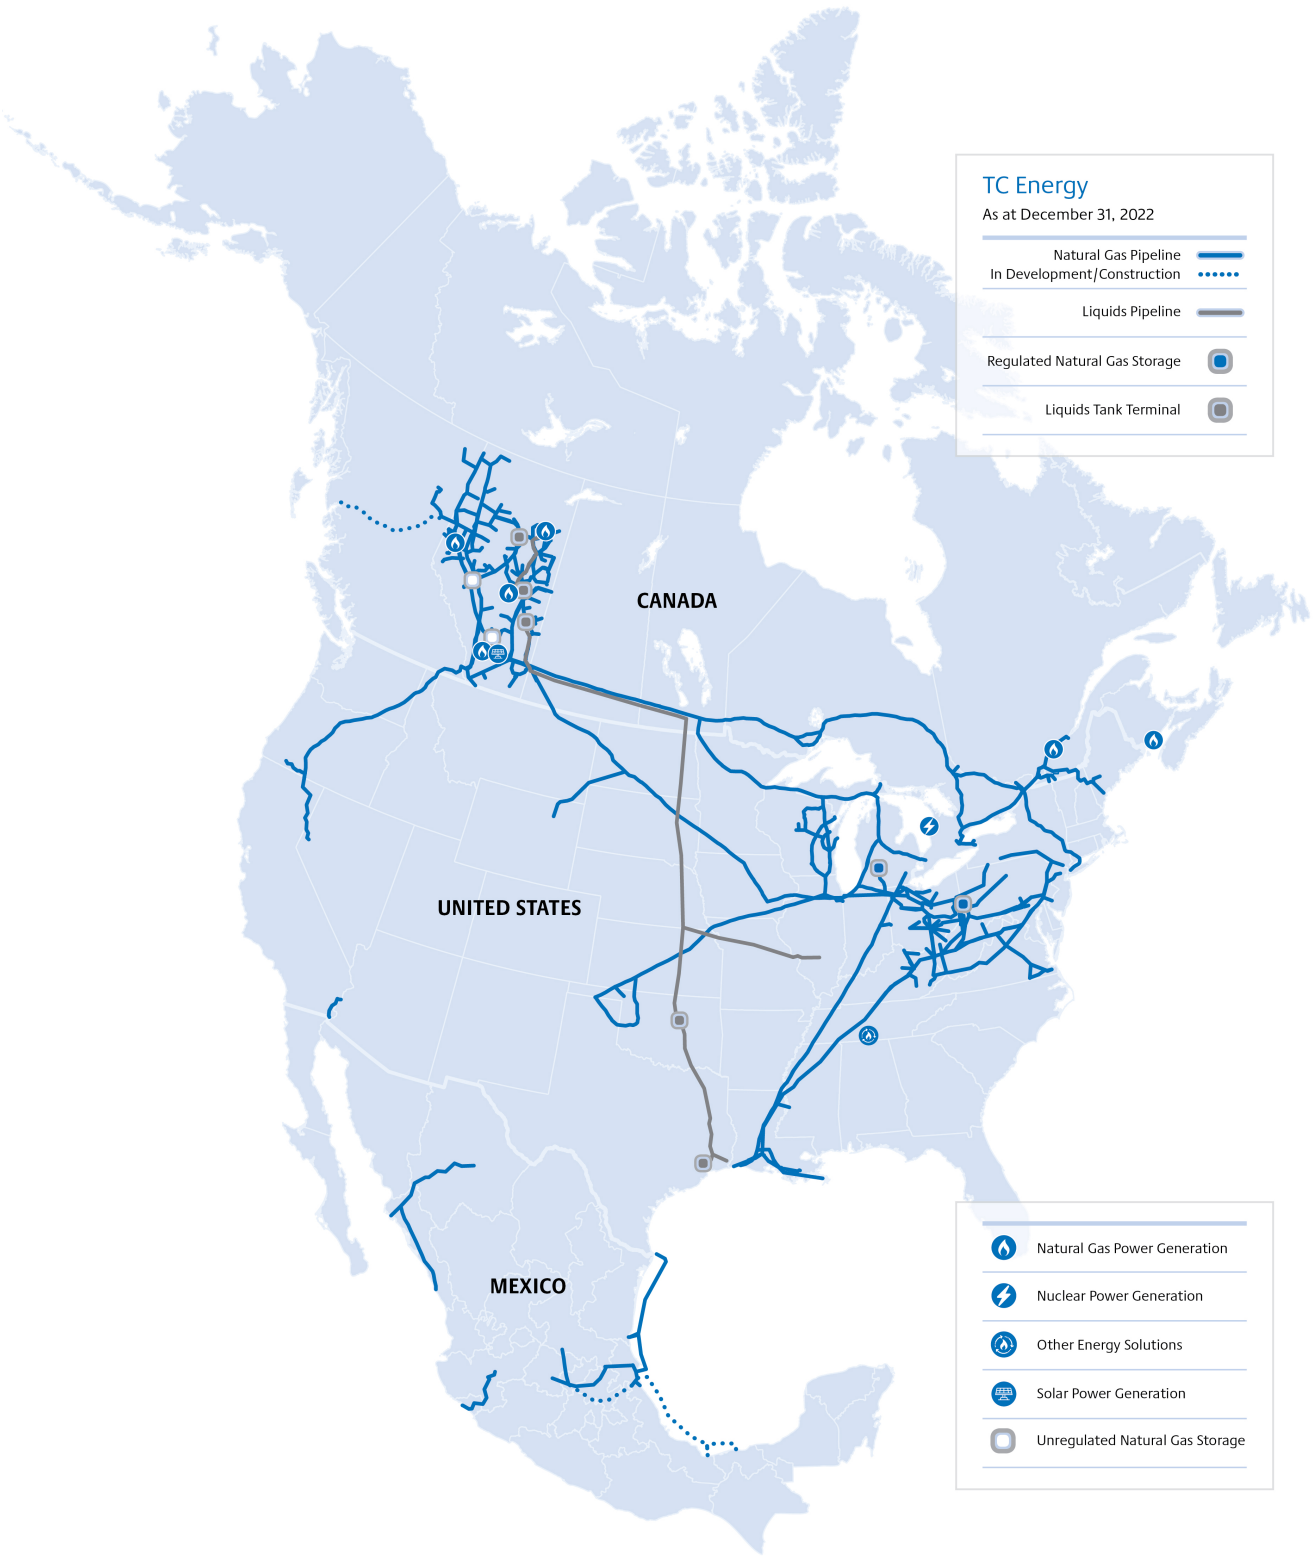 TC Energy
As at December 31, 2022
Natural Gas Pipeline
In Development/Construction
Liquids Pipeline
Regulated Natural Gas Storage
Liquids Tank Terminal
CANADA
UNITED STATES
MEXICO
Natural Gas Power Generation
Nuclear Power Generation
Other Energy Solutions
Solar Power Generation
Unregulated Natural Gas Storage